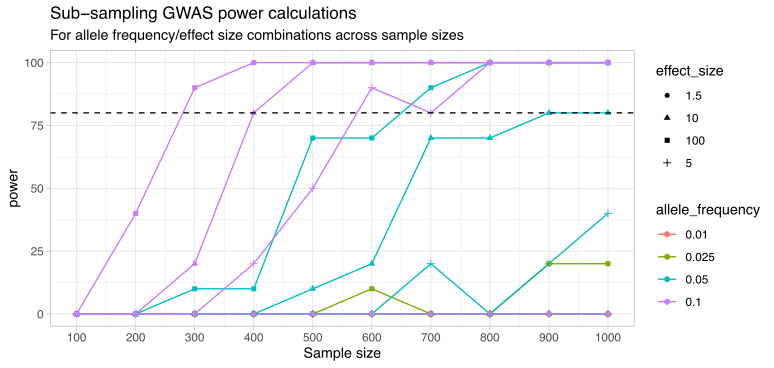 Sub−sampling GWAS power calculations
For allele frequency/effect size combinations across sample sizes
100
75
50
25
0
power
100 200 300 400 500 600 700 800 900 1000
Sample size
effect_size
1.5
10
100
5
allele_frequency
0.01
0.025
0.05
0.1